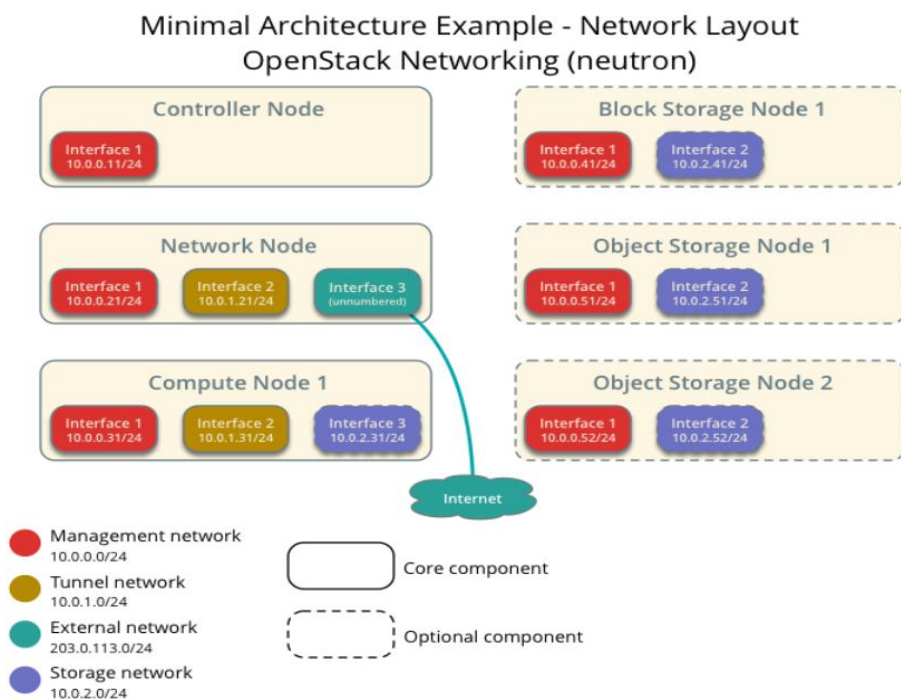 Minimal Architecture Example - Network Layout
OpenStack Networking (neutron)
Controller Node
Interface 1
10.0.0.11/24
Block Storage Node 1
Interface 1
10.0.0.41/24
Interface 2
10.0.2.41/24
Network Node
Interface 1
10.0.0.21/24
Interface 2
10.0.1.21/24
Interface 3
(unnumbered)
Object Storage Node 1
Interface 1
10.0.0.51/24
Interface 2
10.0.2.51/24
Compute Node 1
Interface 1
10.0.0.31/24
Interface 2
10.0.1.31/24
Interface 3
10.0.2.31/24
Object Storage Node 2
Interface 1
10.0.0.52/24
Interface 2
10.0.2.52/24
Internet
Management network
10.0.0.0/24
Tunnel network
10.0.1.0/24
External network
203.0.113.0/24
Storage network
10.0.2.0/24
Core component
Optional component